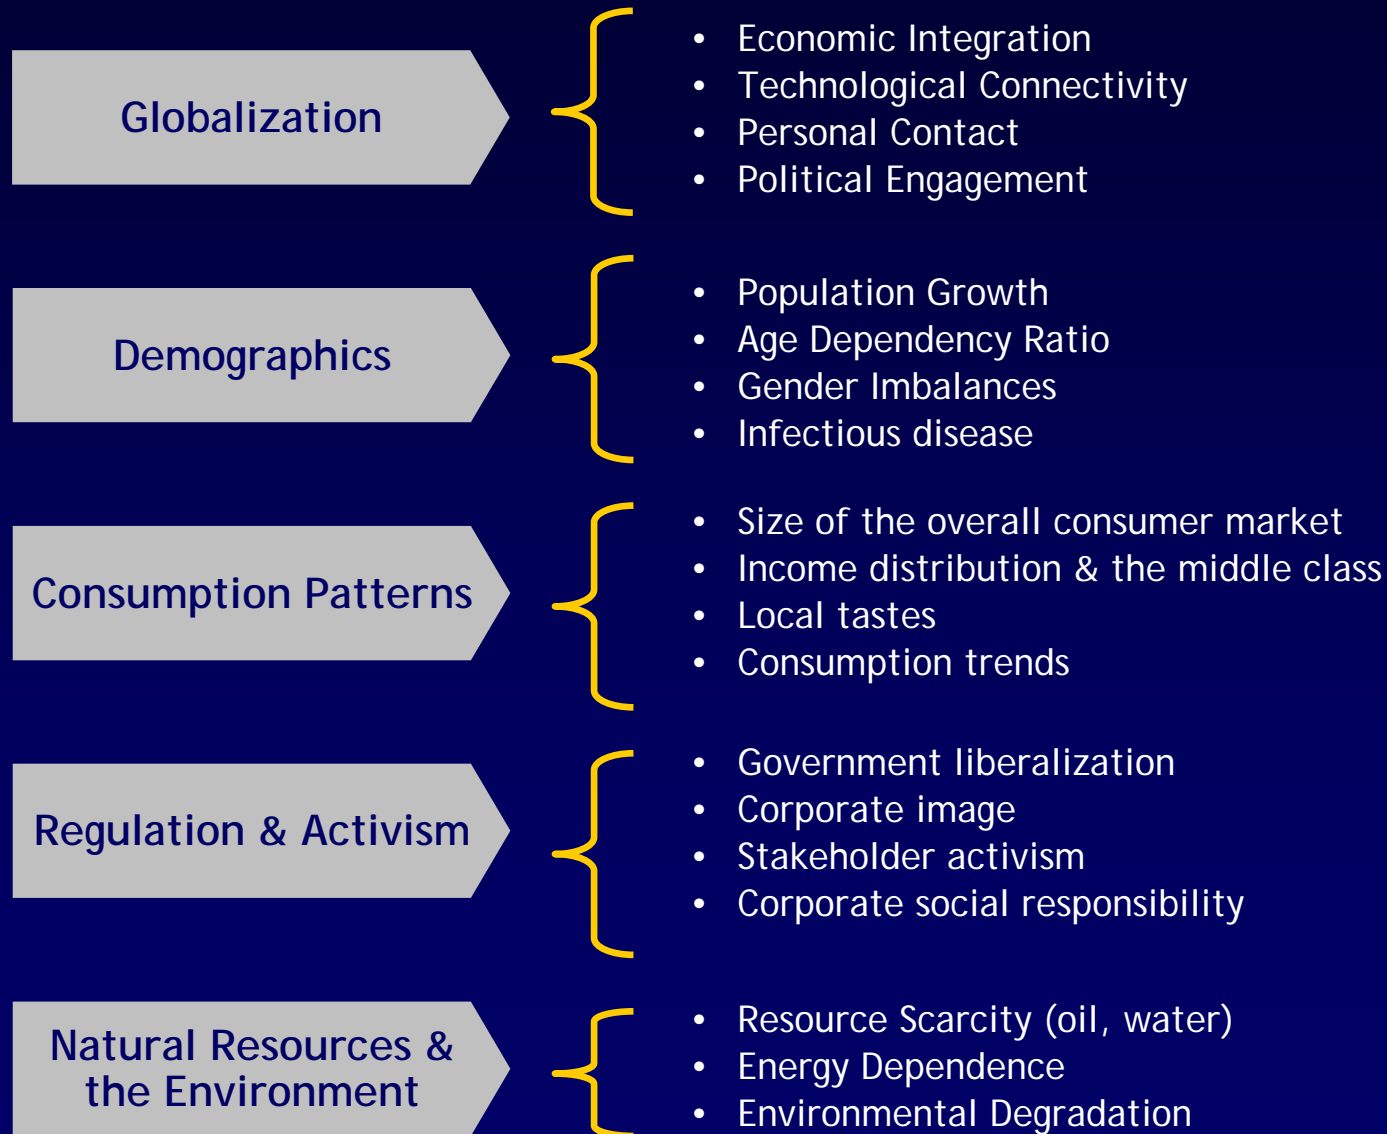 Globalization
• Economic Integration
• Technological Connectivity
• Personal Contact
• Political Engagement
Demographics
• Population Growth
• Age Dependency Ratio
• Gender Imbalances
• Infectious disease
Consumption Patterns
• Size of the overall consumer market
• Income distribution & the middle class
• Local tastes
• Consumption trends
Regulation & Activism
• Government liberalization
• Corporate image
• Stakeholder activism
• Corporate social responsibility
Natural Resources &
the Environment
• Resource Scarcity (oil, water)
• Energy Dependence
• Environmental Degradation